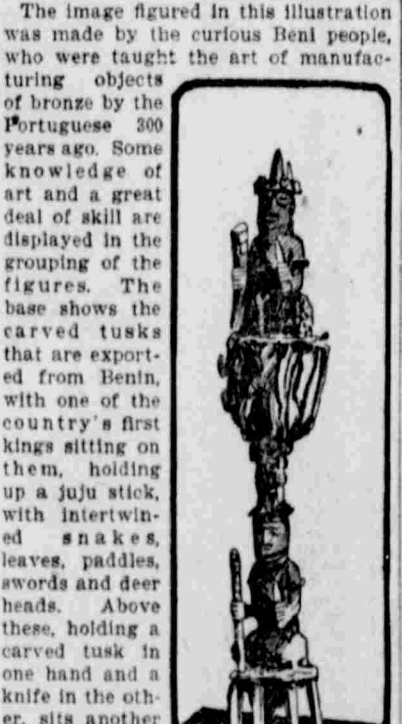 The image figured in this illustration
was made by the curious Beni people,
who were taught the art of manufac-
turing objects
of bronze by the
Portuguese 300
years ago. Some
knowledge of
art and a great
deal of skill are
displayed in the
grouping of the
figures. The
base shows the
carved tusks
that are export-
ed from Benin,
with one of the
country's first
kings sitting on
them, holding
up a juju stick,
with intertwin-
ed snakes,
leaves, paddles,
swords and deer
heads. Above
these, holding a
carved tusk in
one hand and a
knife in the oth-
er, sits another